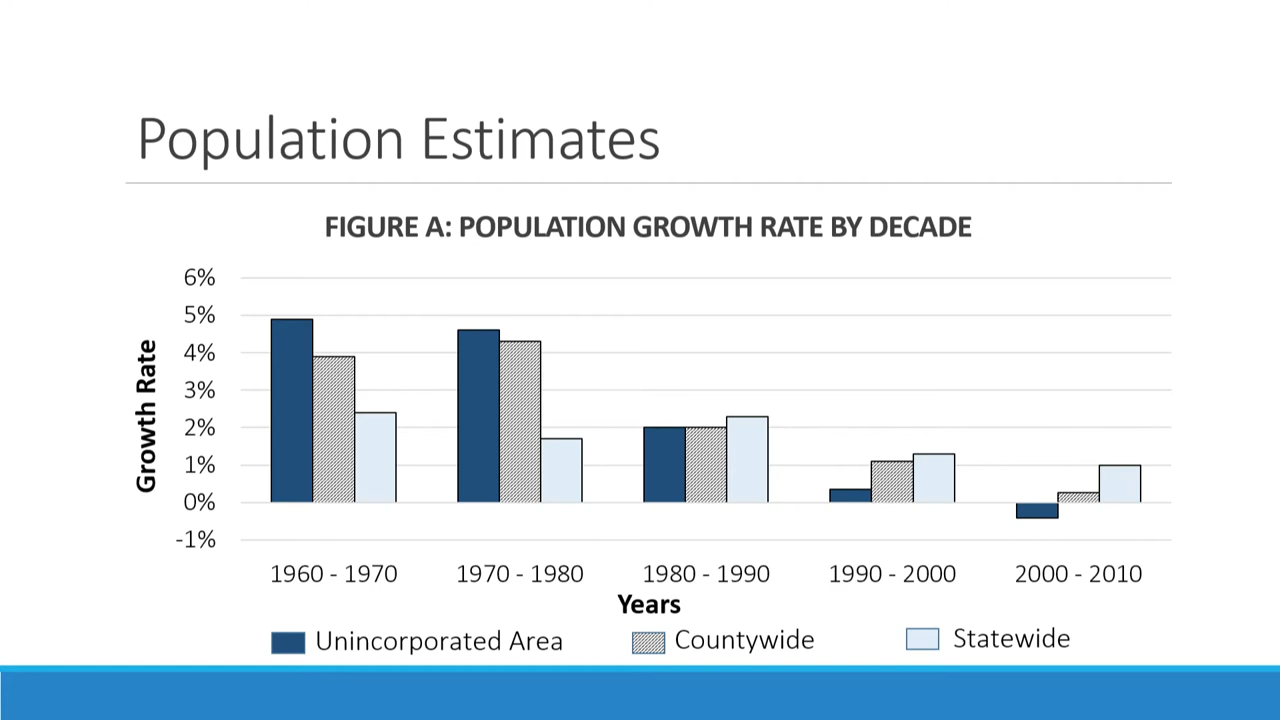 Population Estimates
FIGURE A: POPULATION GROWTH RATE BY DECADE
6%
5%
4%
3%
2%
1%
0%
-1%
Growth Rate
1960 - 1970 1970 - 1980 1980 - 1990 1990 - 2000 2000 - 2010
Years
Unincorporated Area Countywide Statewide